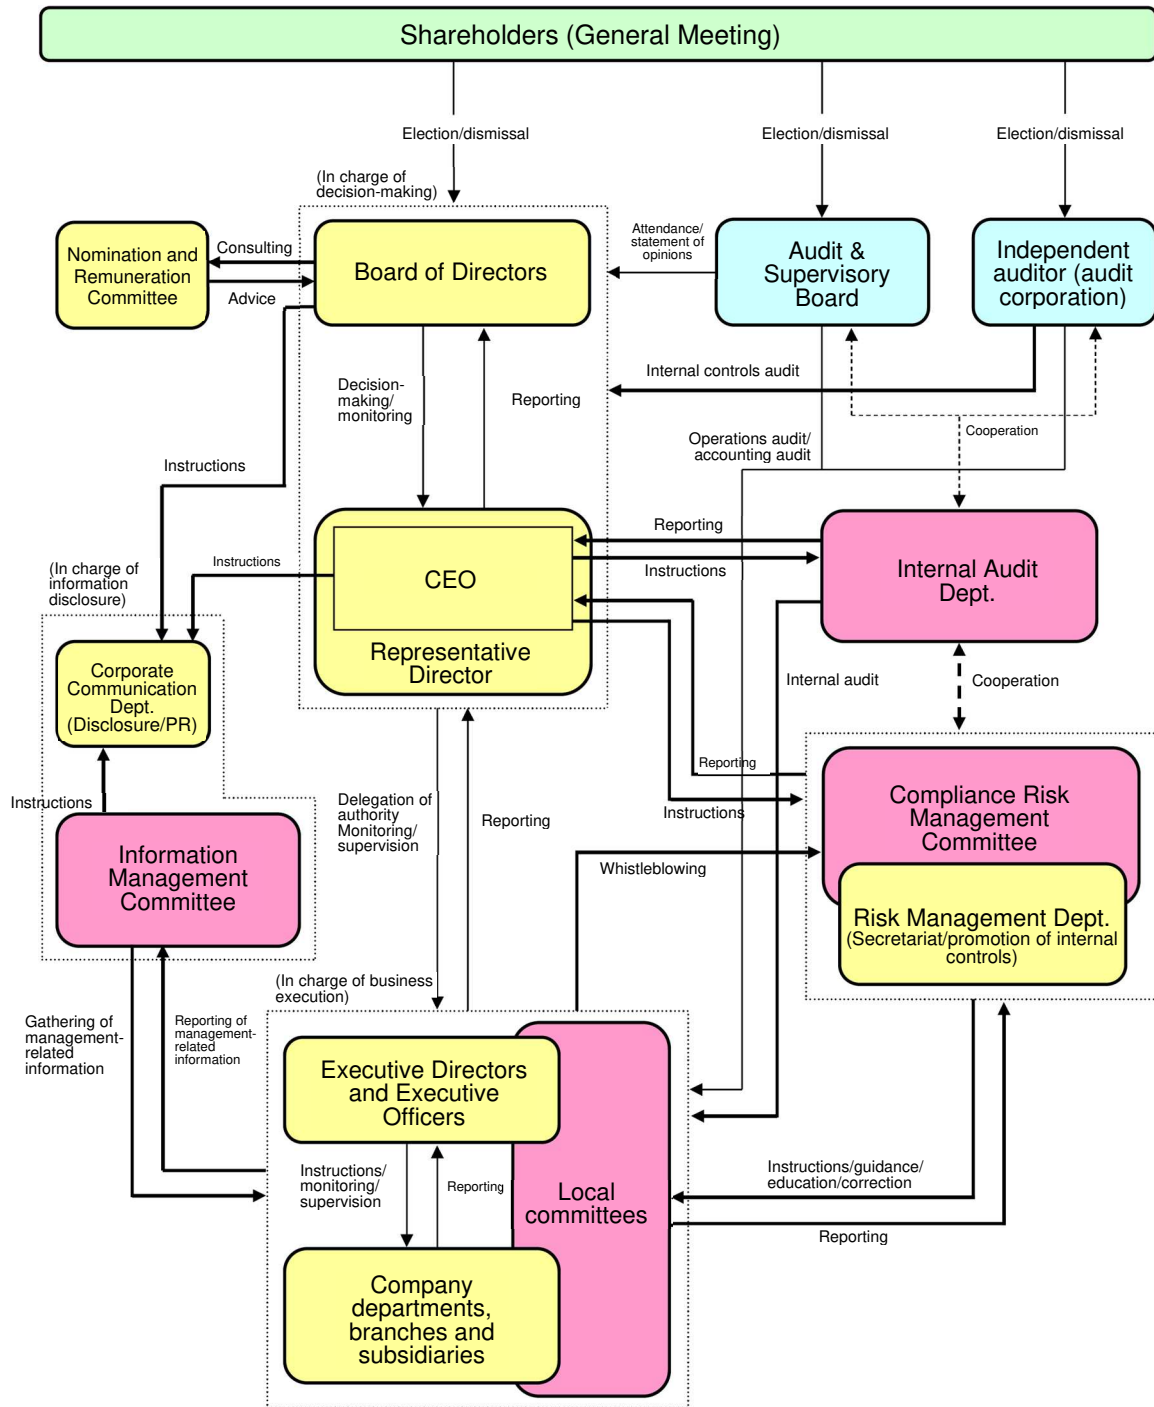 Shareholders (General Meeting)
Election/dismissal
Election/dismissal
Election/dismissal
(In charge of
decision-making)
Nomination and
Remuneration
Committee
Consulting
Advice
Board of Directors
Attendance/
statement of
opinions
Audit &
Supervisory
Board
Independent
auditor (audit
corporation)
Decision-
making/
monitoring
Reporting
Internal controls audit
Cooperation
Operations audit/
accounting audit
Instructions
(In charge of
information
disclosure)
Instructions
CEO
Representative
Director
Reporting
Instructions
Internal Audit
Dept.
Internal audit
Cooperation
Corporate
Communication
Dept.
(Disclosure/PR)
Instructions
Information
Management
Committee
Delegation of
authority
Monitoring/
supervision
Reporting
Reporting
Instructions
Whistleblowing
Compliance Risk
Management
Committee
Risk Management Dept.
(Secretariat/promotion of internal
controls)
(In charge of business
execution)
Gathering of
management-
related
information
Reporting of
management-
related
information
Executive Directors
and Executive
Officers
Instructions/
monitoring/
supervision
Reporting
Local
committees
Company
departments,
branches and
subsidiaries
Instructions/guidance/
education/correction
Reporting